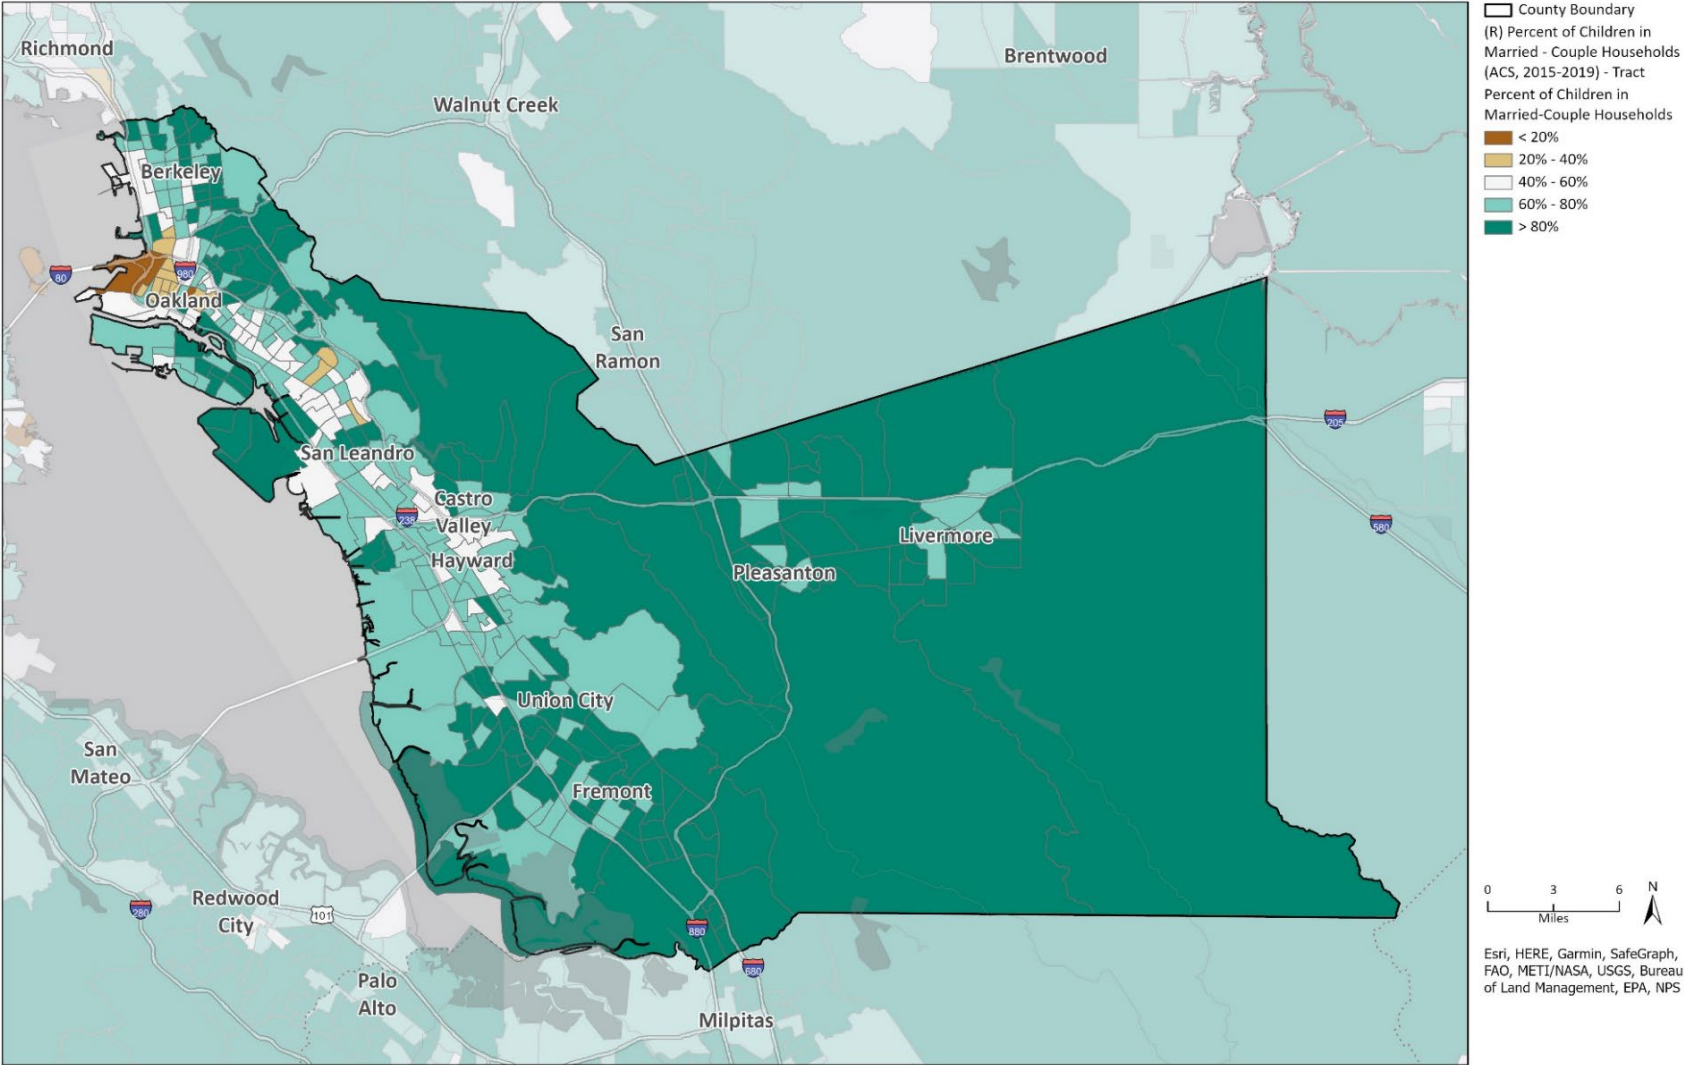 Richmond
Brentwood
Walnut Creek
Berkeley
80
980
Oakland
San
Ramon
205
San Leandro
Castro
Valley
238
580
Livermore
Hayward
Pleasanton
Union City
San
Mateo
Fremont
Redwood
City
280
101
880
680
Palo
Alto
Milpitas
County Boundary
(R) Percent of Children in
Married - Couple Households
(ACS, 2015-2019) - Tract
Percent of Children in
Married-Couple Households
< 20%
20% - 40%
40% - 60%
60% - 80%
> 80%
0 3 6
Miles
N
Esri, HERE, Garmin, SafeGraph,
FAO, METI/NASA, USGS, Bureau
of Land Management, EPA, NPS